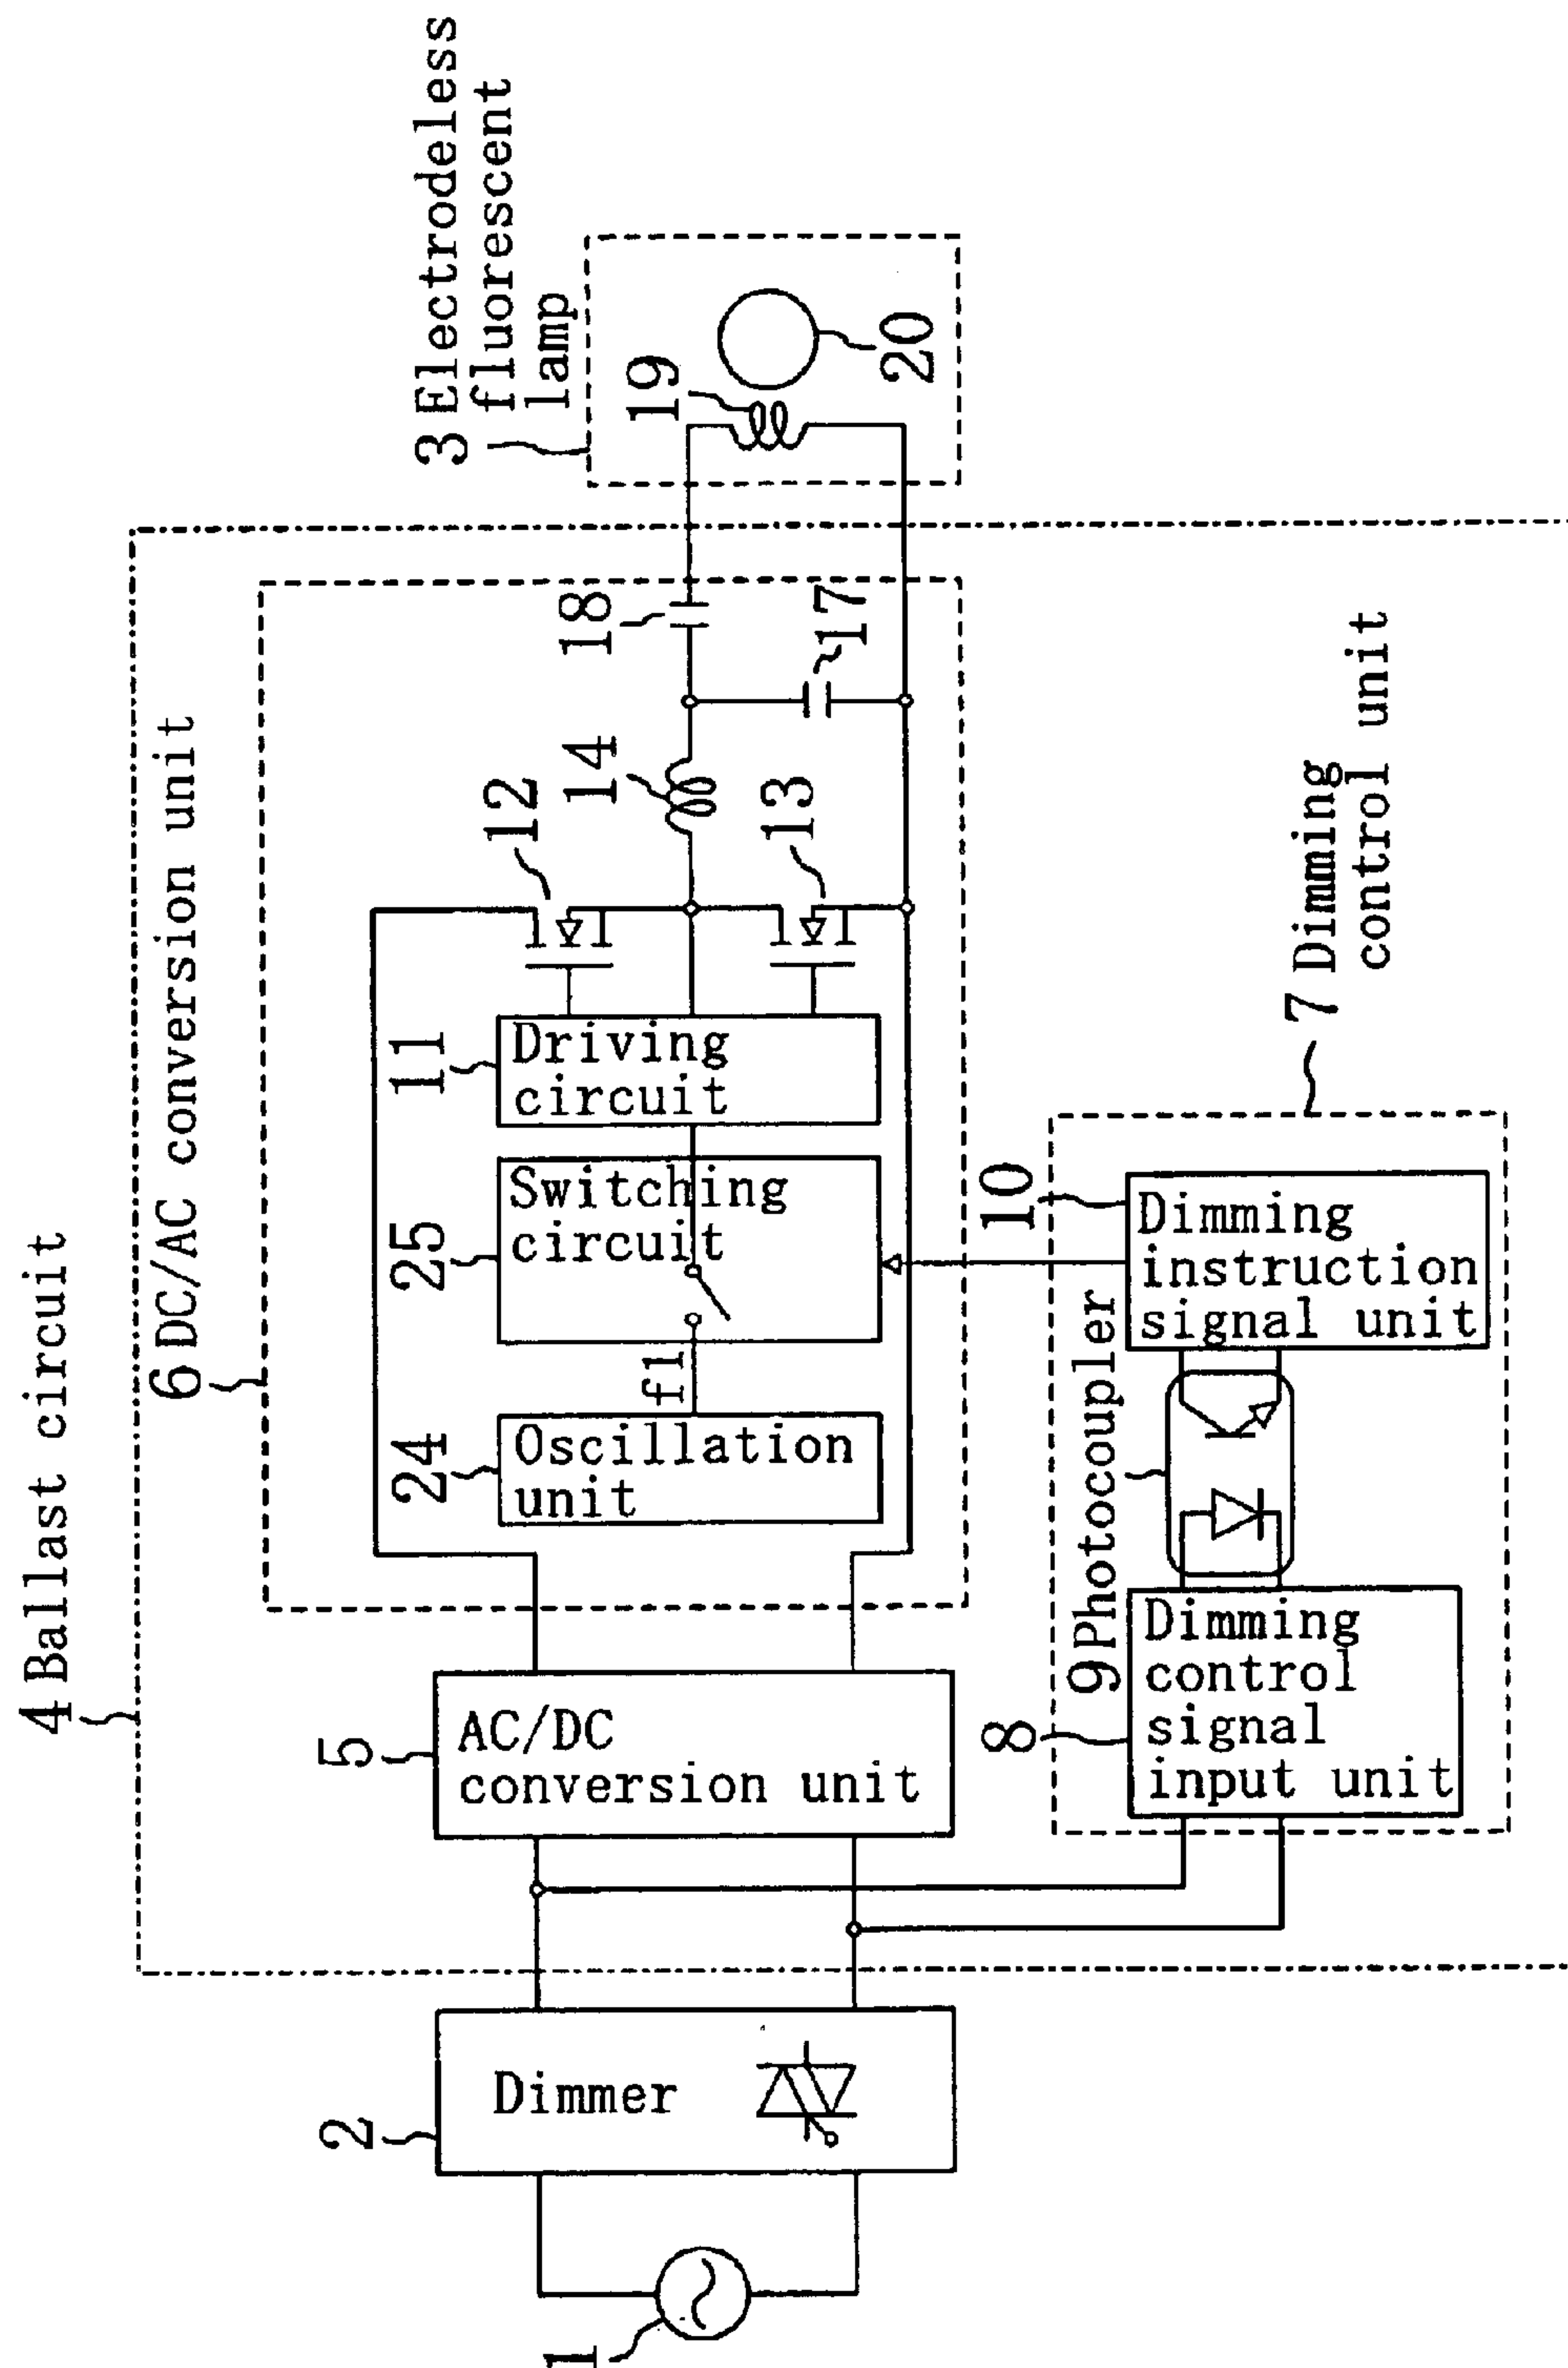 4 Ballast circuit
6 DC/AC conversion unit
3 Electrodeless
fluorescent
lamp
1
2
Dimmer
5
AC/DC
conversion unit
24
Oscillation
unit
f1
25
Switching
circuit
11
Driving
circuit
12
13
14
18
17
19
20
7 Dimming
control unit
8
Dimming
control
signal
input unit
9 Photocoupler
10
Dimming
instruction
signal unit